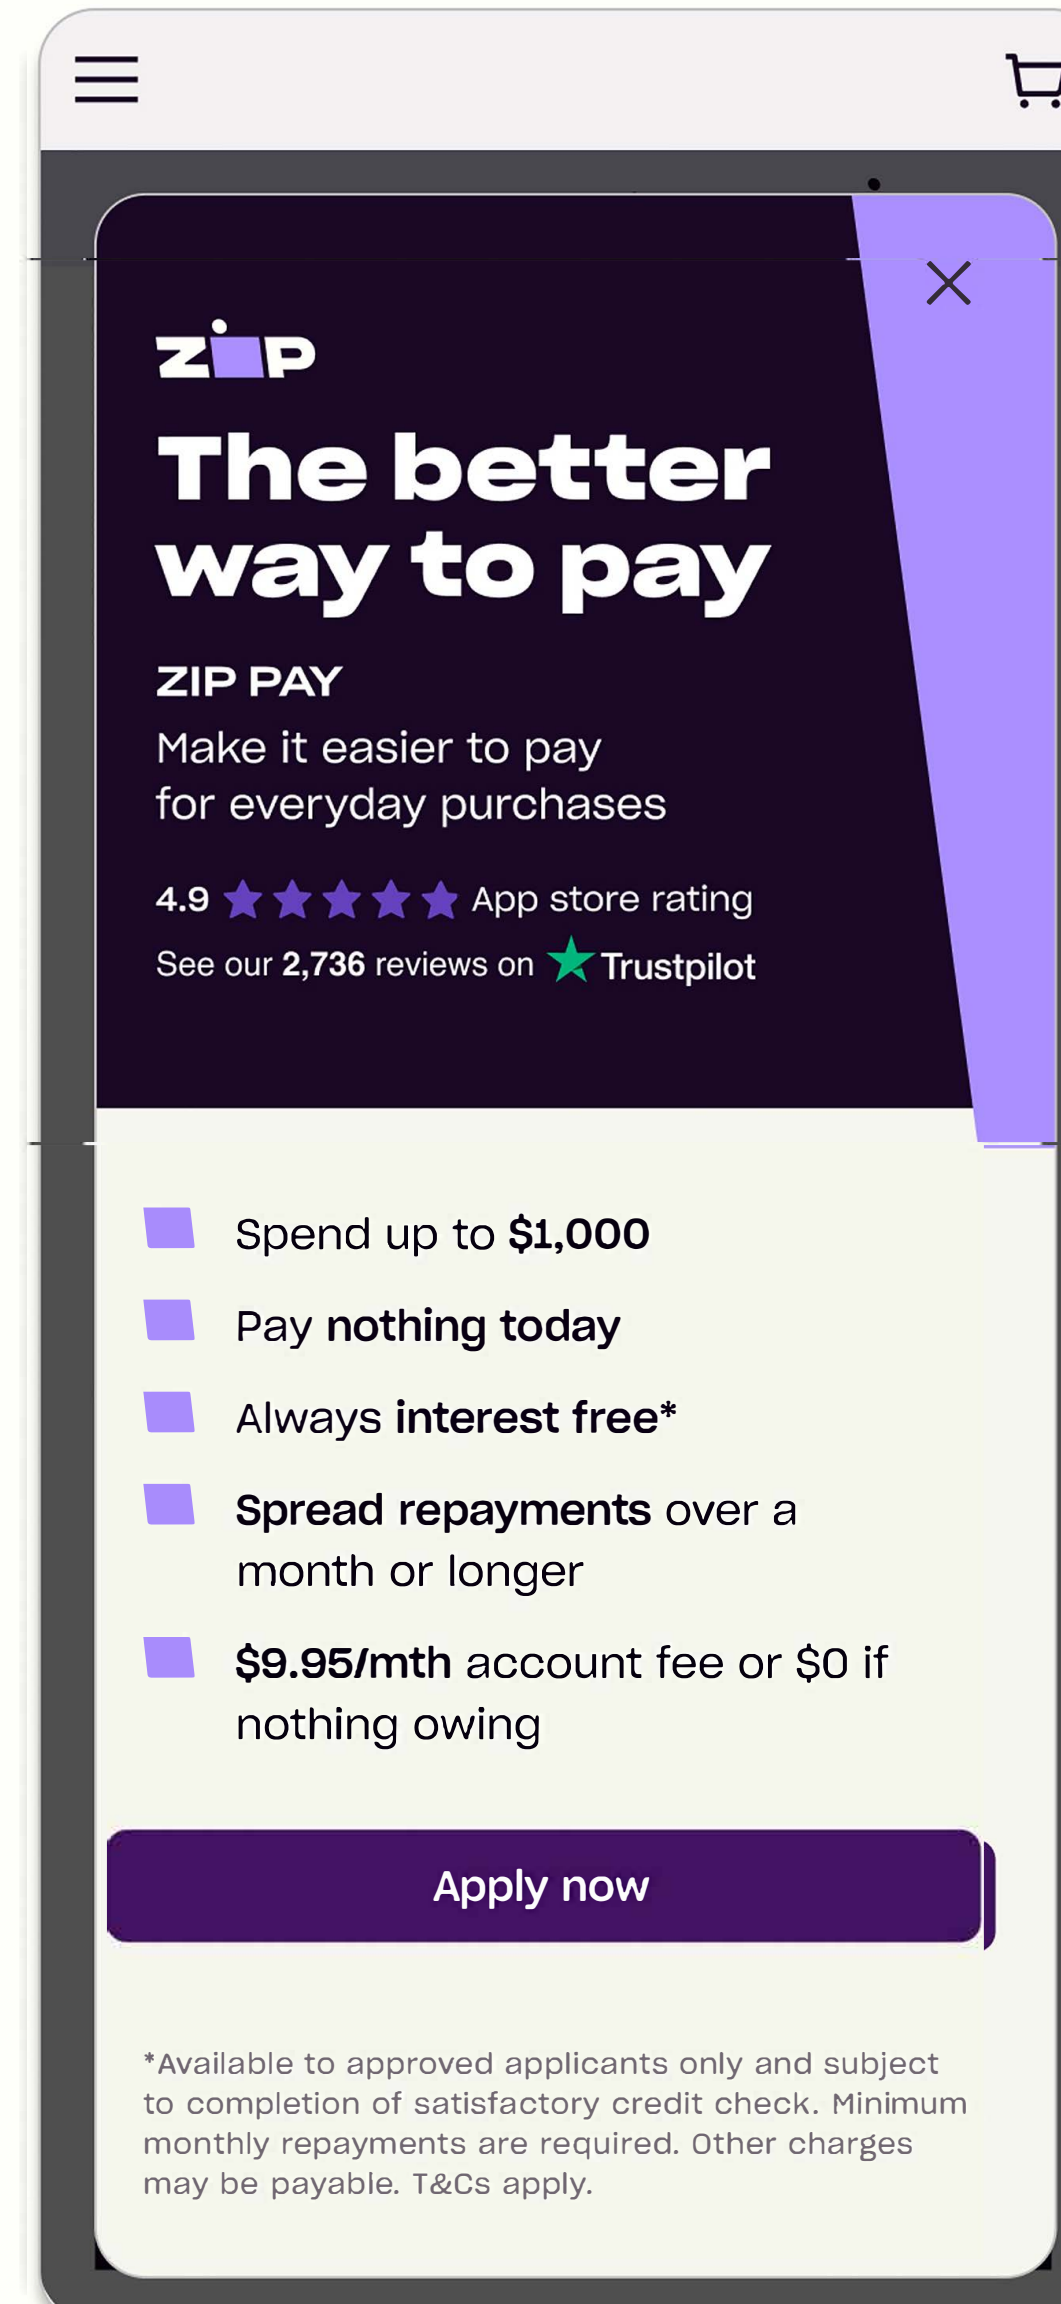 zip
The better
way to pay
ZIP PAY
Make it easier to pay
for everyday purchases
4.9 App store rating
See our 2,736 reviews on Trustpilot
Spend up to $1,000
Pay nothing today
Always interest free*
Spread repayments over a
month or longer
$9.95/mth account fee or $0 if
nothing owing
Apply now
*Available to approved applicants only and subject
to completion of satisfactory credit check. Minimum
monthly repayments are required. Other charges
may be payable. T&Cs apply.